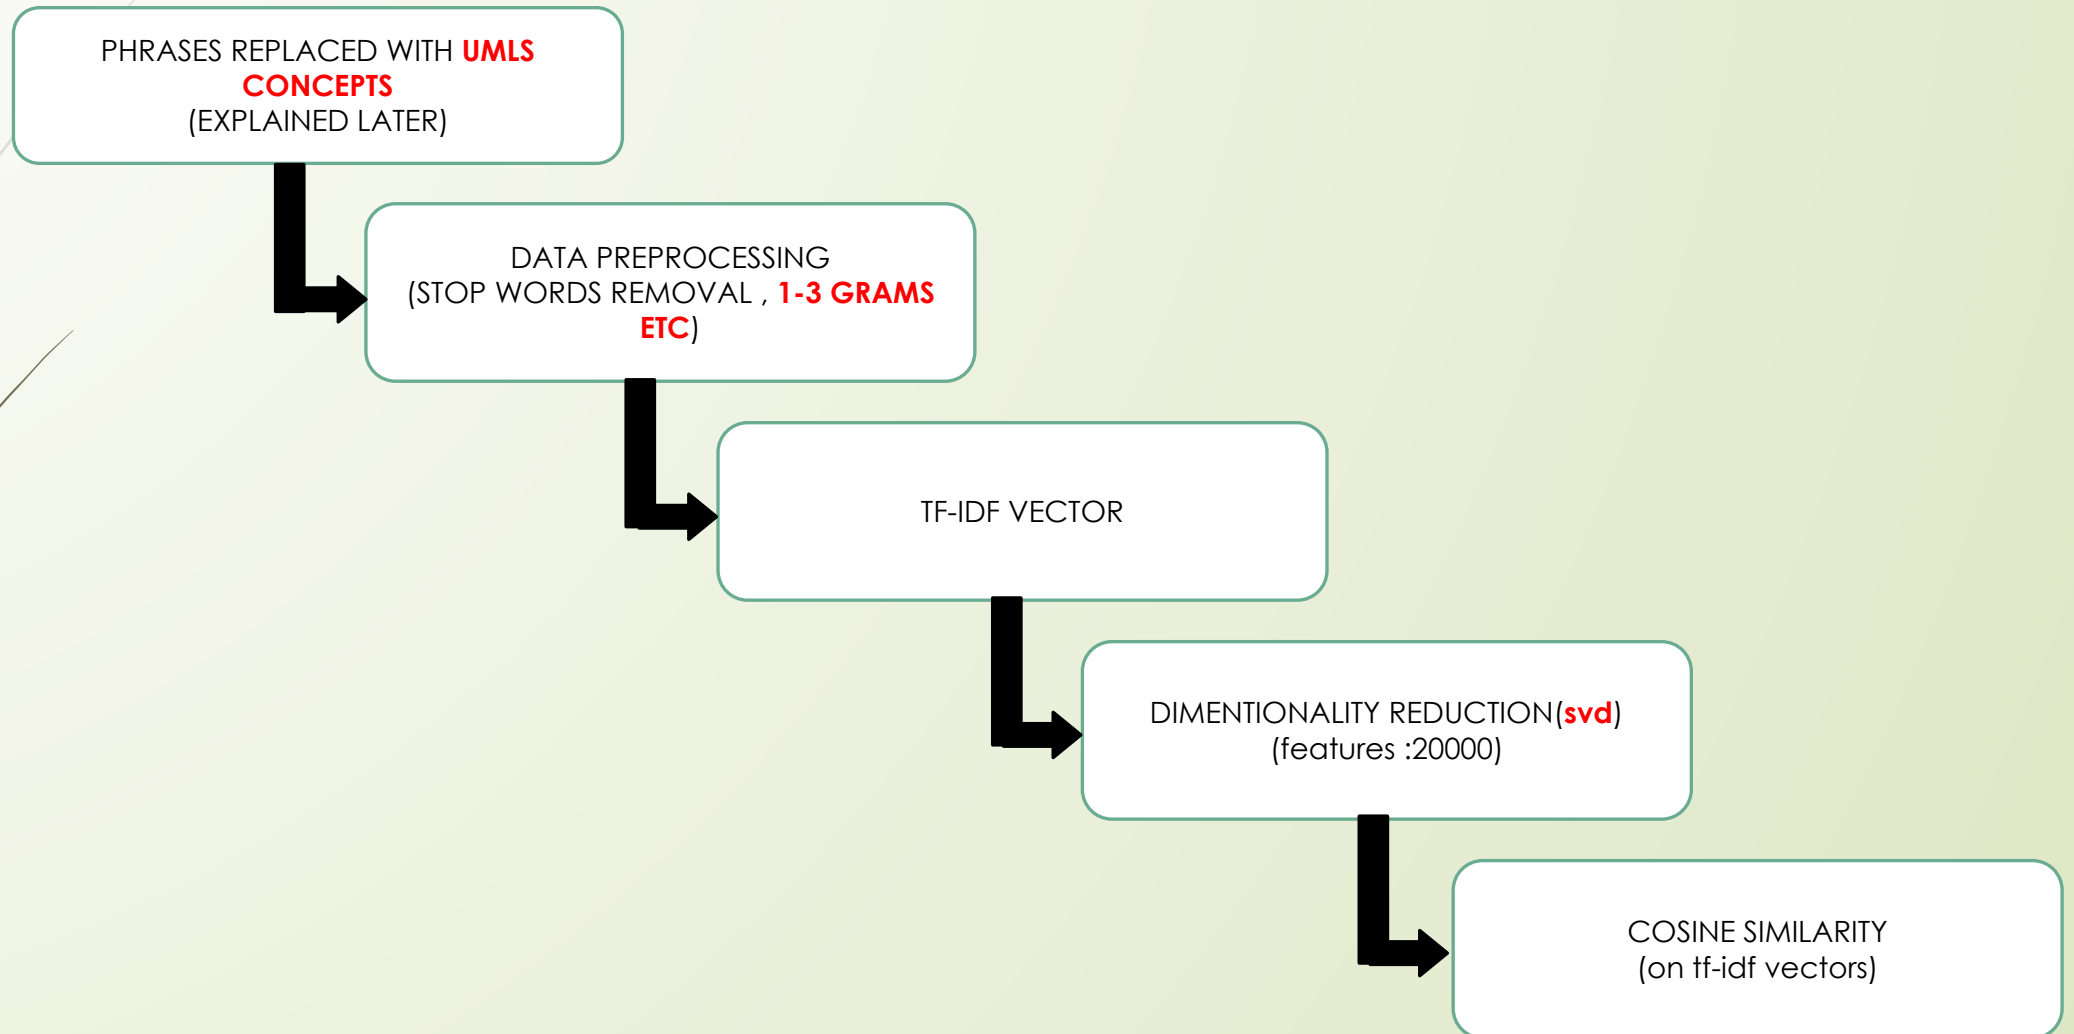 PHRASES REPLACED WITH UMLS
CONCEPTS
(EXPLAINED LATER)
DATA PREPROCESSING
(STOP WORDS REMOVAL , 1-3 GRAMS
ETC)
TF-IDF VECTOR
DIMENTIONALITY REDUCTION(svd)
(features :20000)
COSINE SIMILARITY
(on tf-idf vectors)